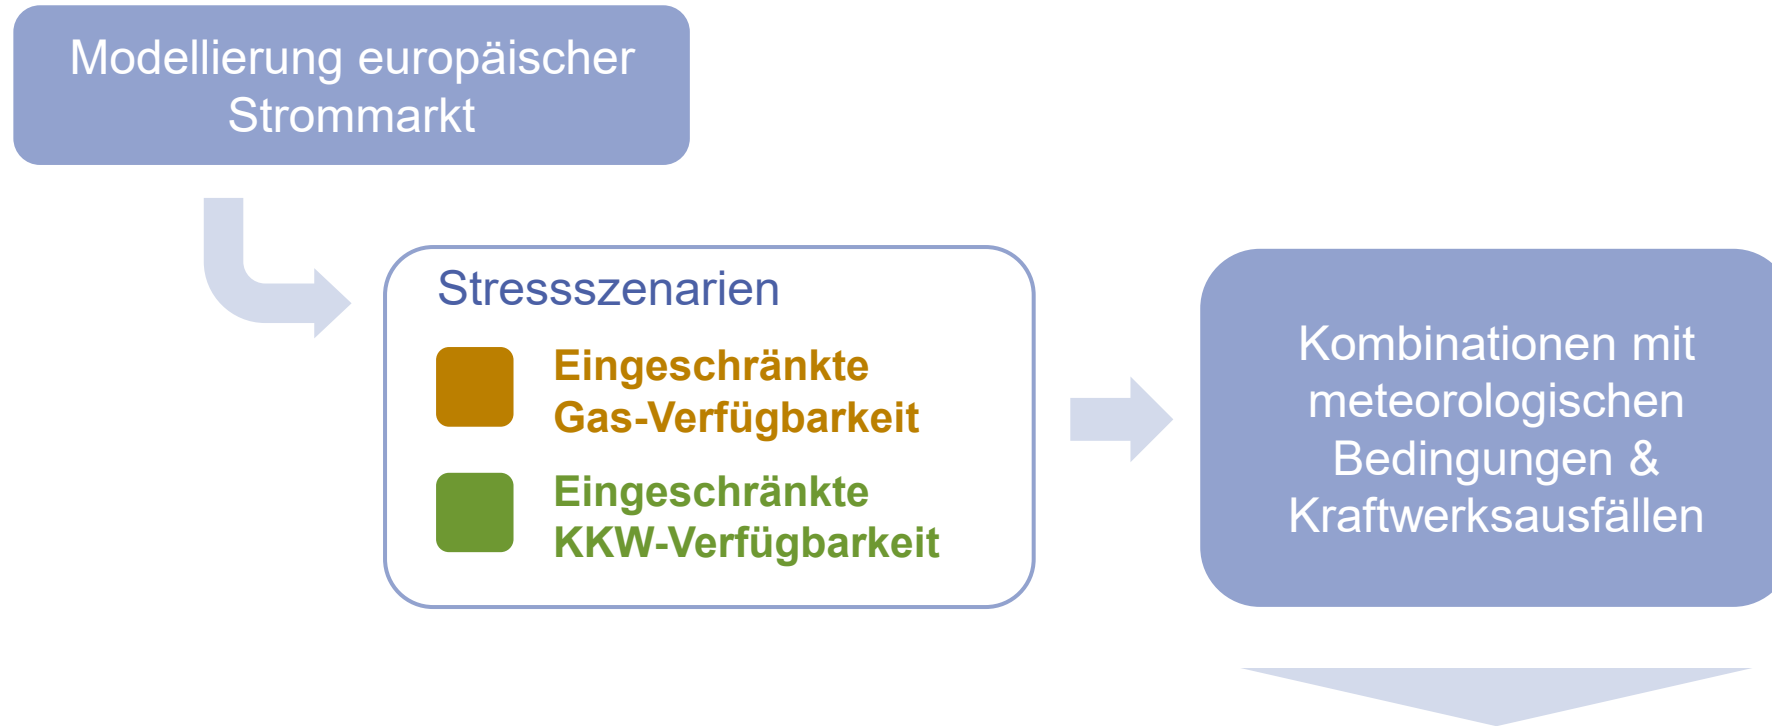 Modellierung europäischer
Strommarkt
Stressszenarien
Eingeschränkte
Gas-Verfügbarkeit
Eingeschränkte
KKW-Verfügbarkeit
Kombinationen mit
meteorologischen
Bedingungen &
Kraftwerksausfällen